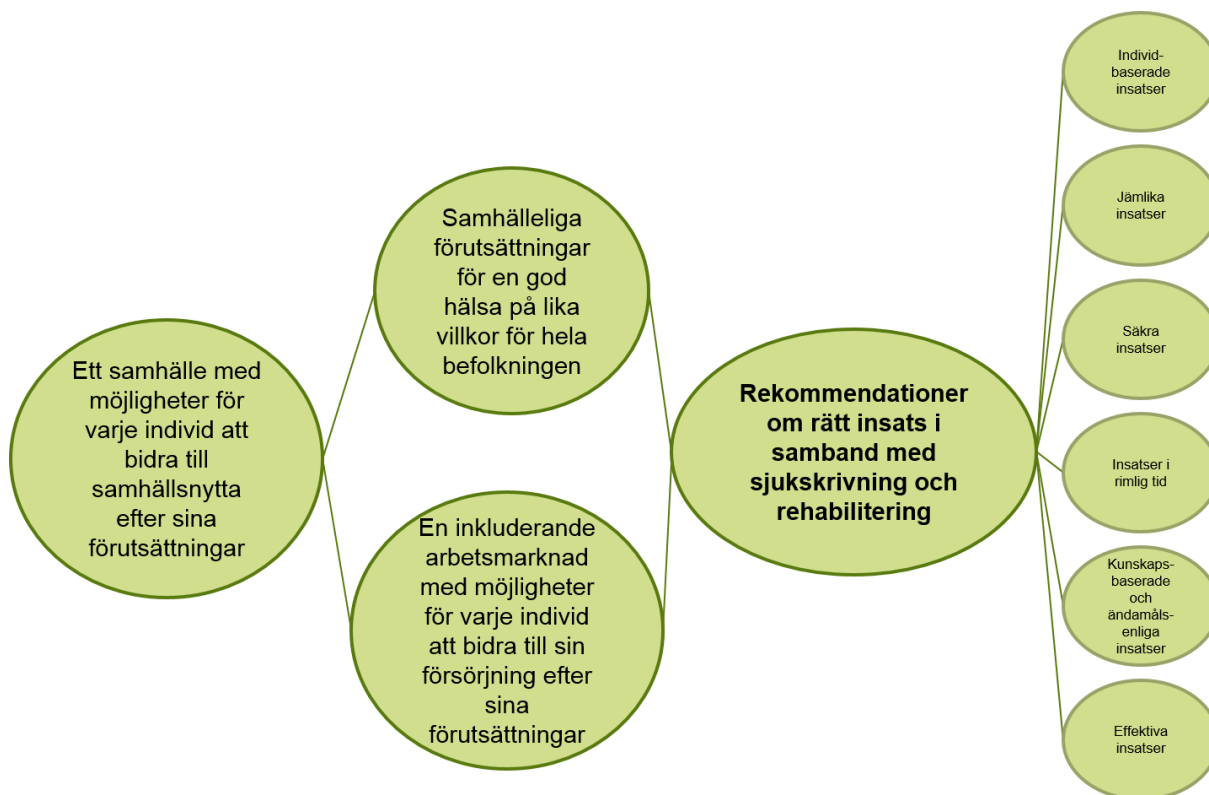 Ett samhälle med
möjligheter för
varje individ att
bidra till
samhällsnytta
efter sina
förutsättningar
Samhälleliga
förutsättningar
för en god
hälsa på lika
villkor för hela
befolkningen
En inkluderande
arbetsmarknad
med möjligheter
för varje individ
att bidra till sin
försörjning efter
sina
förutsättningar
Rekommendationer
om rätt insats i
samband med
sjukskrivning och
rehabilitering
Individ-
baserade
insatser
Jämlika
insatser
Säkra
insatser
Insatser i
rimlig tid
Kunskaps-
baserade
och
ändamåls-
enliga
insatser
Effektiva
insatser